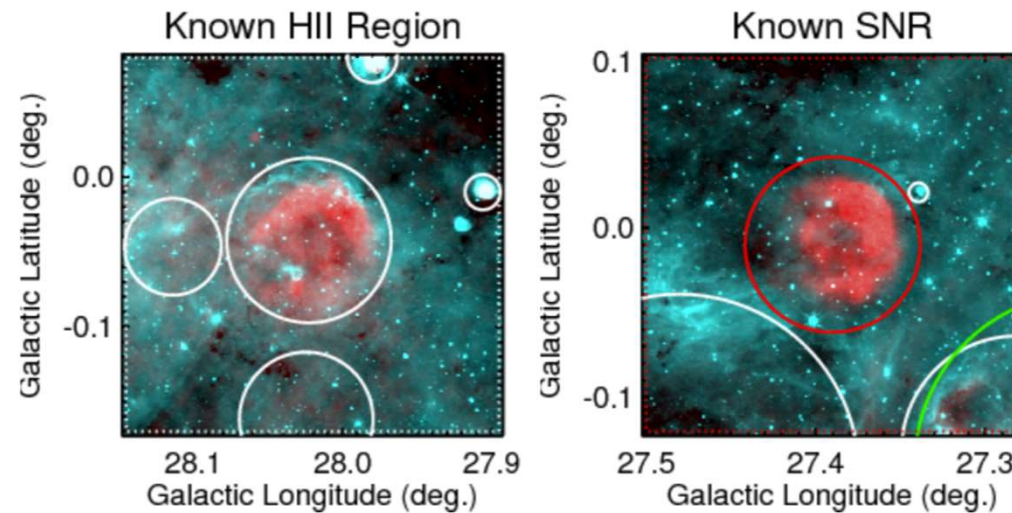 Known HII Region
Galactic Latitude (deg.)
0.0
-0.1
28.1 28.0 27.9
Galactic Longitude (deg.)
Known SNR
Galactic Latitude (deg.)
0.1
0.0
-0.1
27.5 27.4 27.3
Galactic Longitude (deg.)